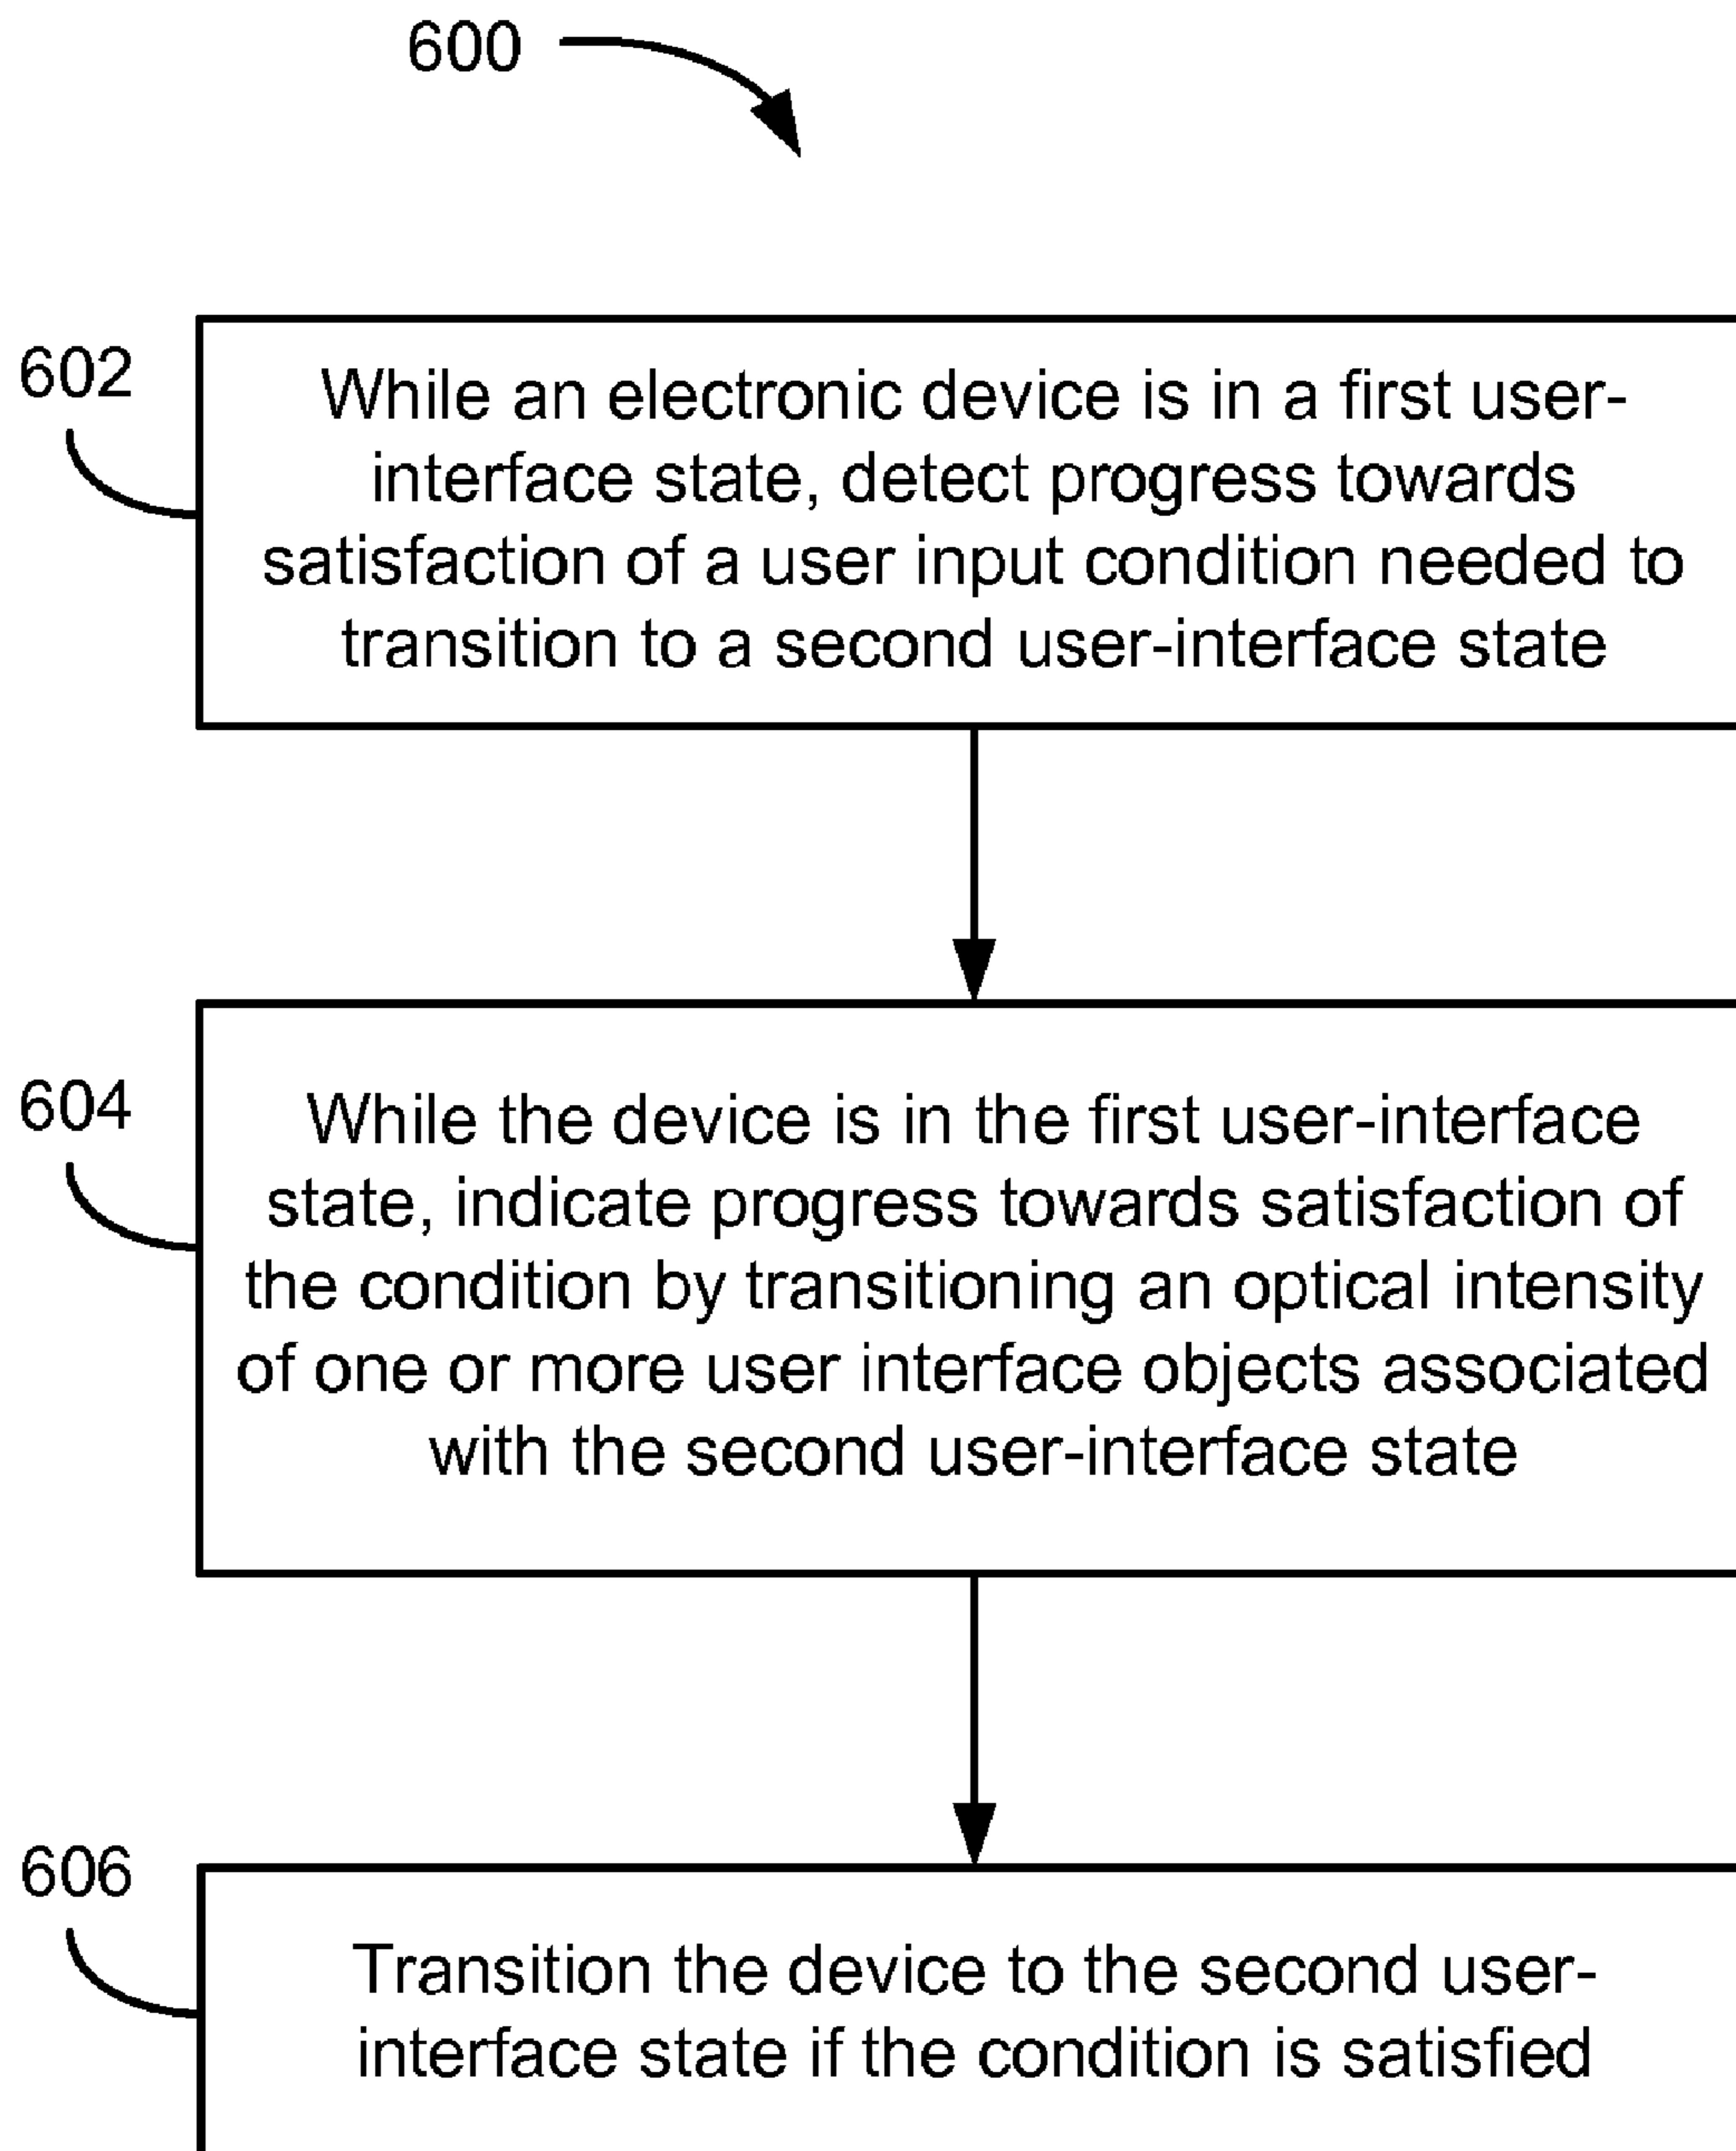 600
602
While an electronic device is in a first user-
interface state, detect progress towards
satisfaction of a user input condition needed to
transition to a second user-interface state
604
While the device is in the first user-interface
state, indicate progress towards satisfaction of
the condition by transitioning an optical intensity
of one or more user interface objects associated
with the second user-interface state
606
Transition the device to the second user-
interface state if the condition is satisfied